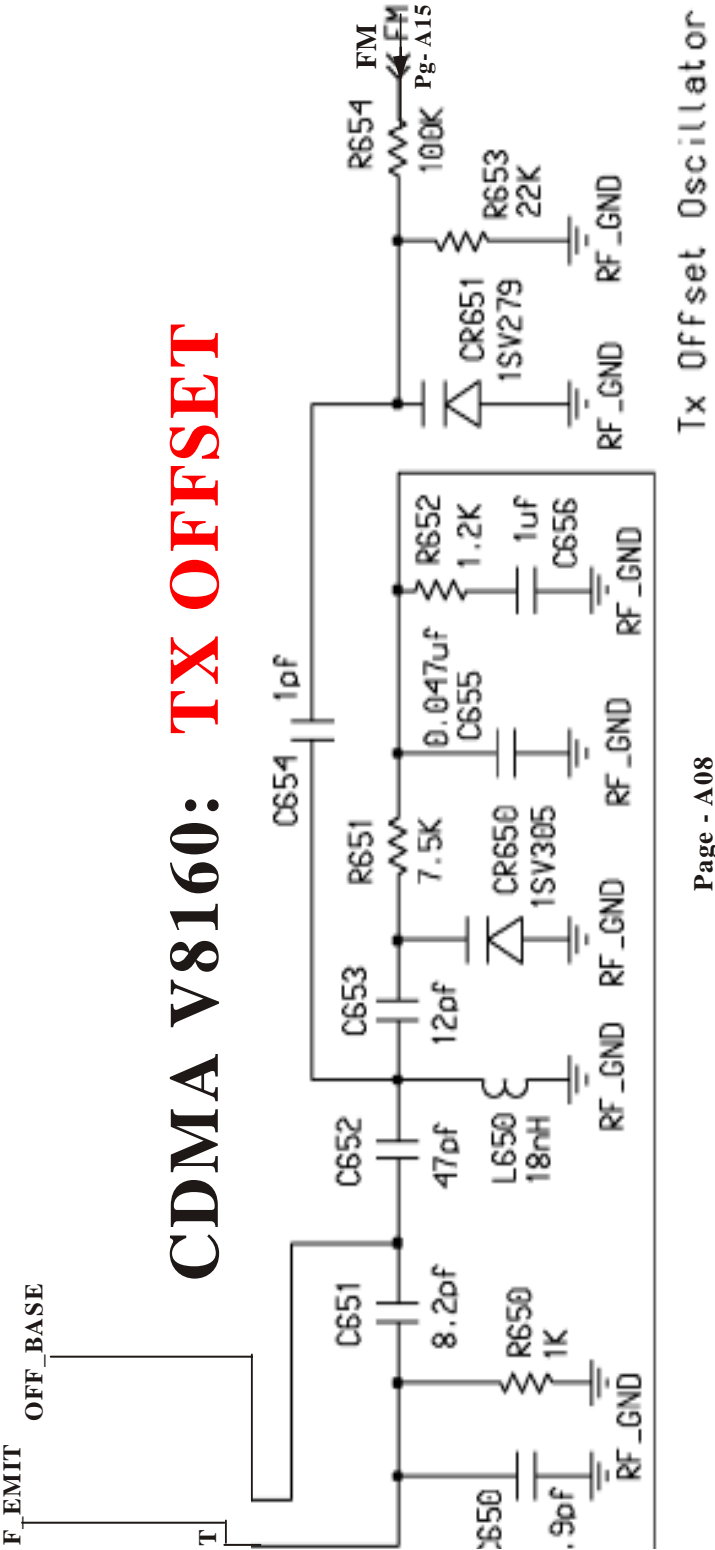 F_EMIT
T
OFF_BASE
CDMA V8160: TX OFFSET
C650
.9pf
RF_GND
R650
1K
C651
8.2pf
C652
47pf
L650
18nH
RF_GND
C653
12pf
CR650
1SV305
RF_GND
C654
1pf
R651
7.5K
0.047uf
C655
RF_GND
R652
1.2K
1uf
C656
RF_GND
CR651
1SV279
RF_GND
R653
22K
RF_GND
R654
100K
FM
FM
Pg- A15
Tx Offset Oscillator
Page - A08